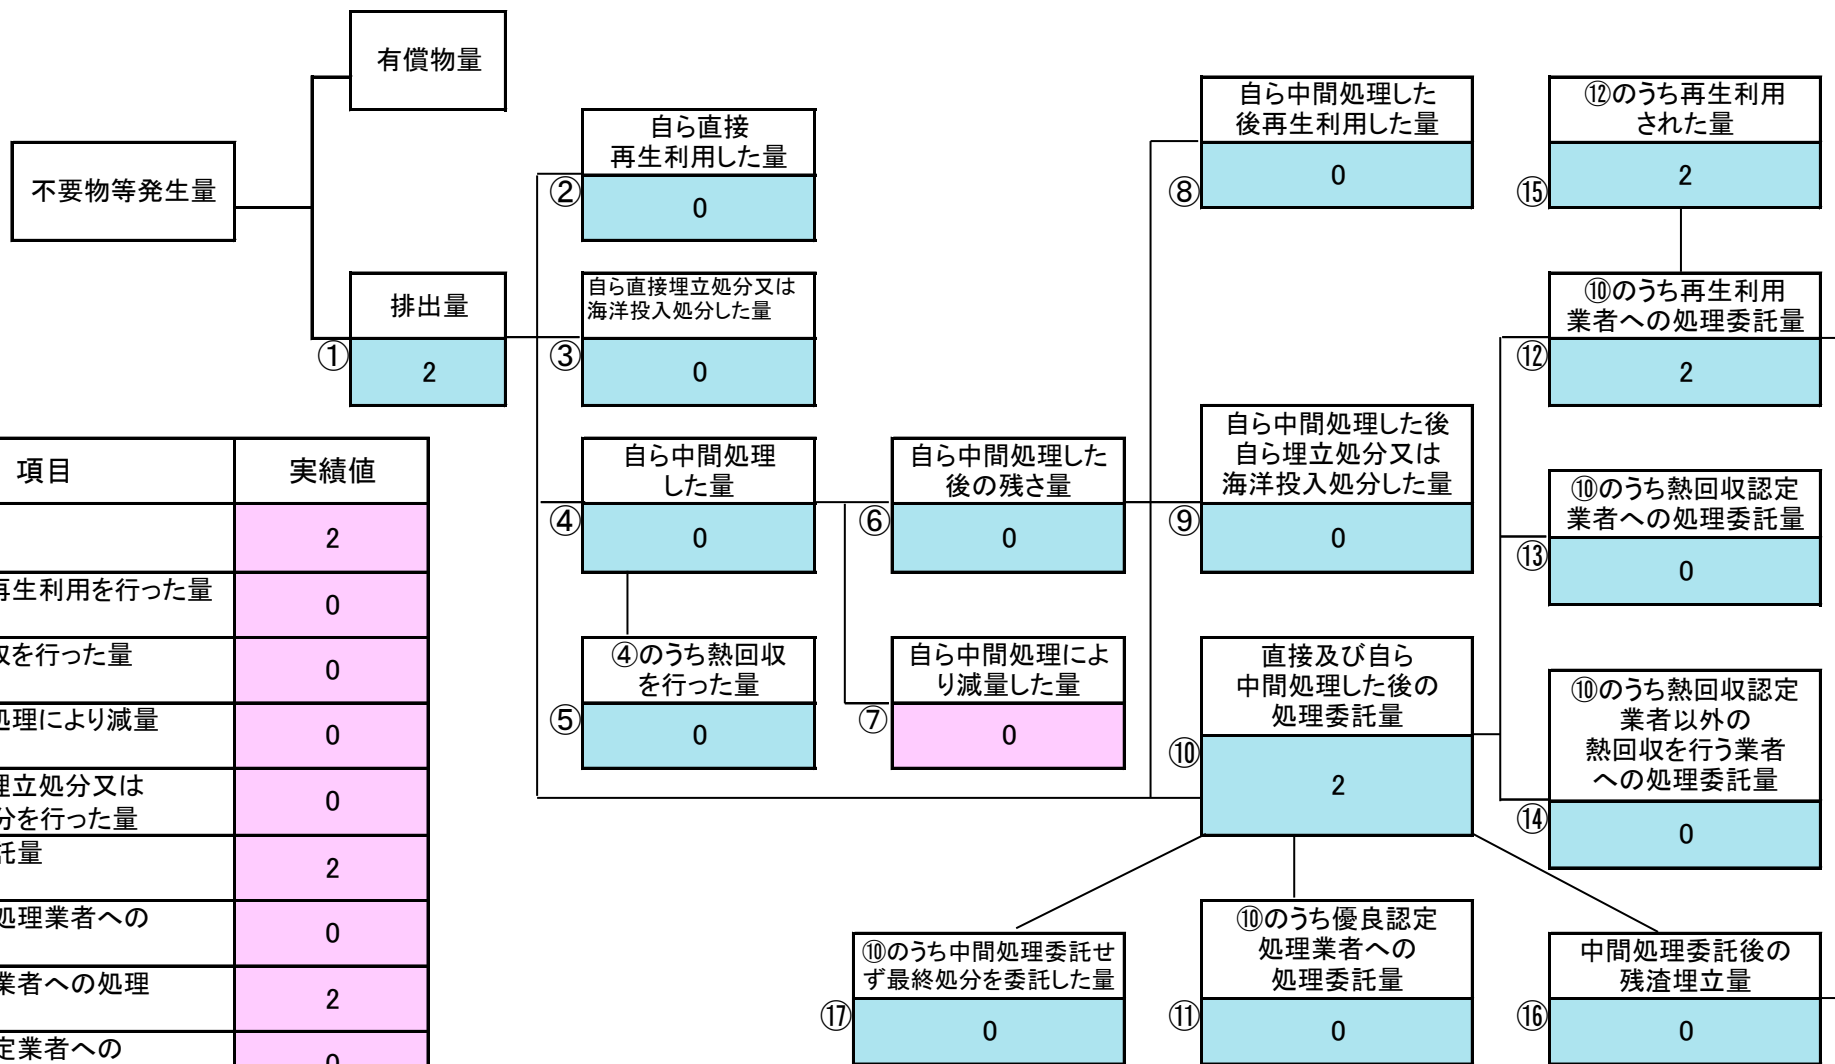 有償物量
不要物等発生量
排出量
①
2
自ら直接
再生利用した量
②
0
自ら直接埋立処分又は
海洋投入処分した量
③
0
自ら中間処理
した量
④
0
④のうち熱回収
を行った量
⑤
0
自ら中間処理した
後の残さ量
⑥
0
自ら中間処理によ
り減量した量
⑦
0
自ら中間処理した
後再生利用した量
⑧
0
自ら中間処理した後
自ら埋立処分又は
海洋投入処分した量
⑨
0
直接及び自ら
中間処理した後の
処理委託量
⑩
2
⑫のうち再生利用
された量
⑮
2
⑩のうち再生利用
業者への処理委託量
⑫
2
⑩のうち熱回収認定
業者への処理委託量
⑬
0
⑩のうち熱回収認定
業者以外の
熱回収を行う業者
への処理委託量
⑭
0
⑩のうち中間処理委託せ
ず最終処分を委託した量
⑰
0
⑩のうち優良認定
処理業者への
処理委託量
⑪
0
中間処理委託後の
残渣埋立量
⑯
0
項目
実績値
2
再生利用を行った量
0
収を行った量
0
処理により減量
0
埋立処分又は
分を行った量
0
託量
2
処理業者への
0
業者への処理
2
定業者への
0